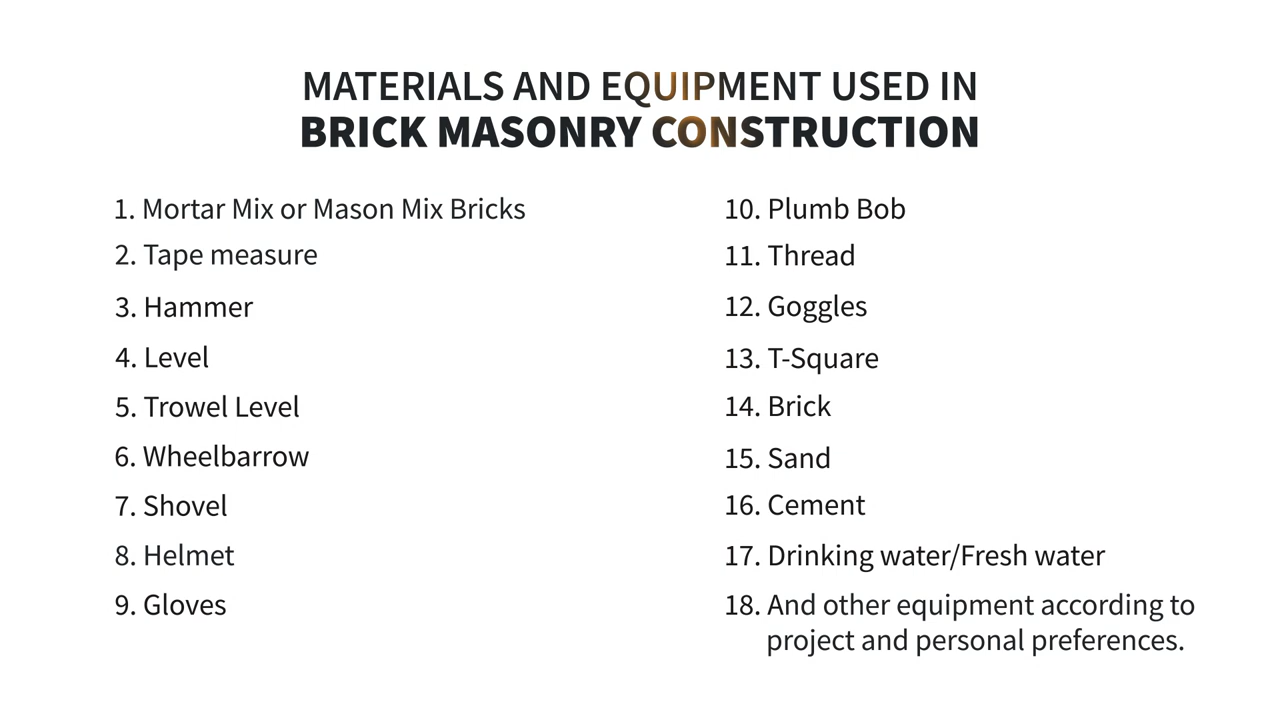 MATERIALS AND EQUIPMENT USED IN
BRICK MASONRY CONSTRUCTION
1. Mortar Mix or Mason Mix Bricks
2. Tape measure
3. Hammer
4. Level
5. Trowel Level
6. Wheelbarrow
7. Shovel
8. Helmet
9. Gloves
10. Plumb Bob
11. Thread
12. Goggles
13. T-Square
14. Brick
15. Sand
16. Cement
17. Drinking water/Fresh water
18. And other equipment according to
project and personal preferences.